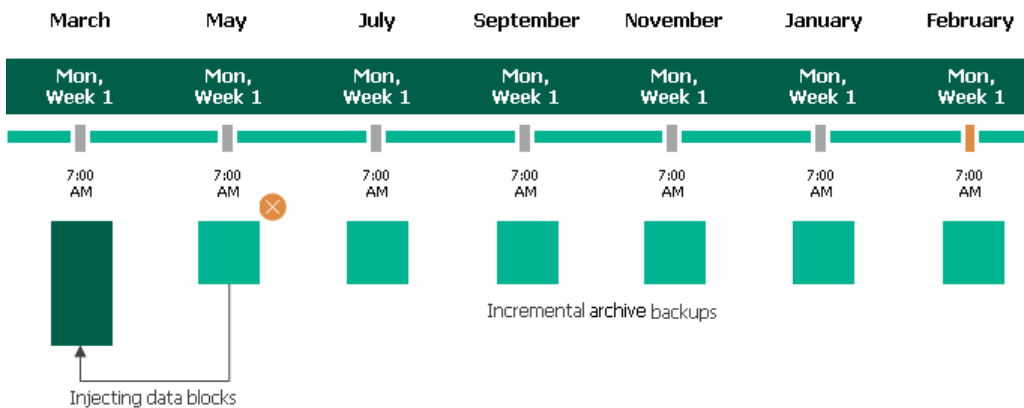 March May July September November January February
Mon, Mon, Mon, Mon, Mon, Mon, Mon,
Week 1 Week 1 Week 1 Week 1 Week 1 Week 1 Week 1
7:00 7:00 7:00 7:00 7:00 7:00 7:00
AM AM AM AM AM AM AM
Incremental archive backups
Injecting data blocks